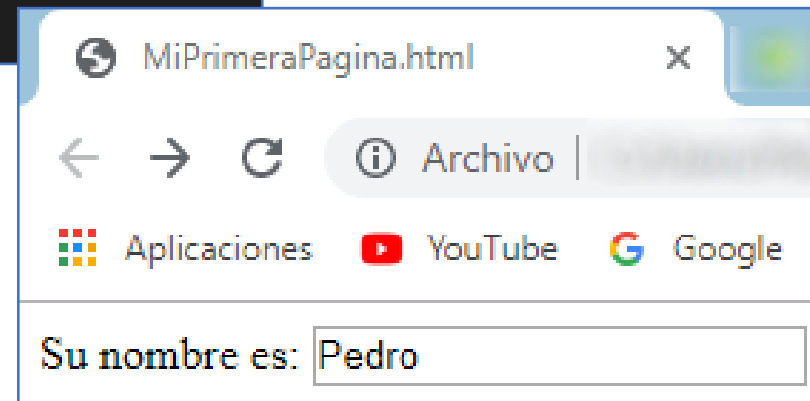 MiPrimeraPagina.html
Archivo
Aplicaciones YouTube Google
Su nombre es: Pedro